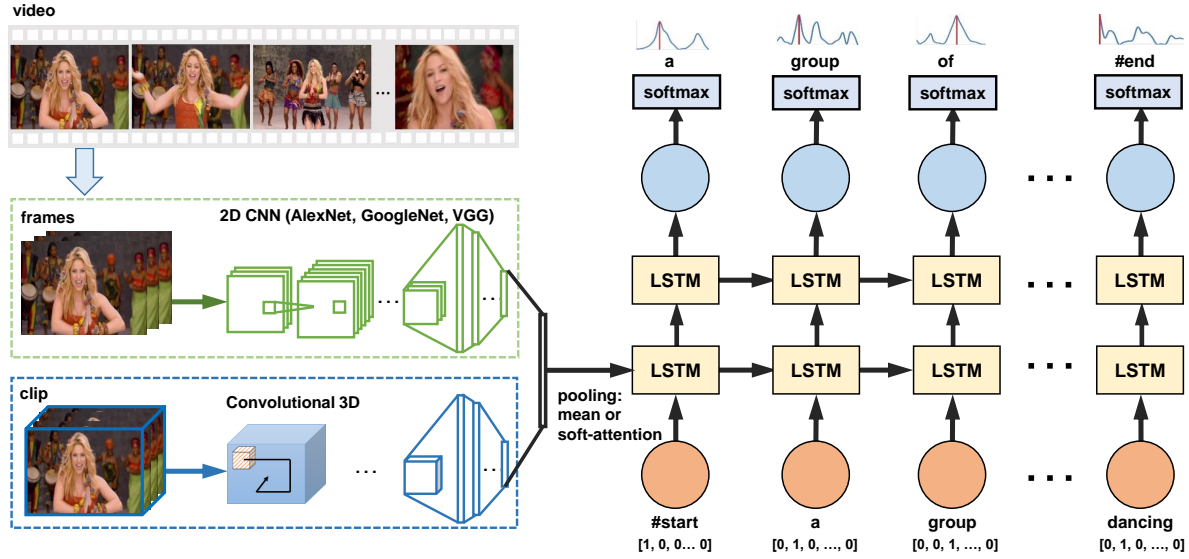 video
...
frames
2D CNN (AlexNet, GoogleNet, VGG)
...
...
clip
Convolutional 3D
...
...
pooling:
mean or
soft-attention
a group of #end
softmax softmax softmax softmax
...
LSTM LSTM LSTM ... LSTM
LSTM LSTM LSTM ... LSTM
...
#start a group dancing
[1, 0, 0... 0] [0, 1, 0, ..., 0] [0, 0, 1, ..., 0] [0, 1, 0, ..., 0]